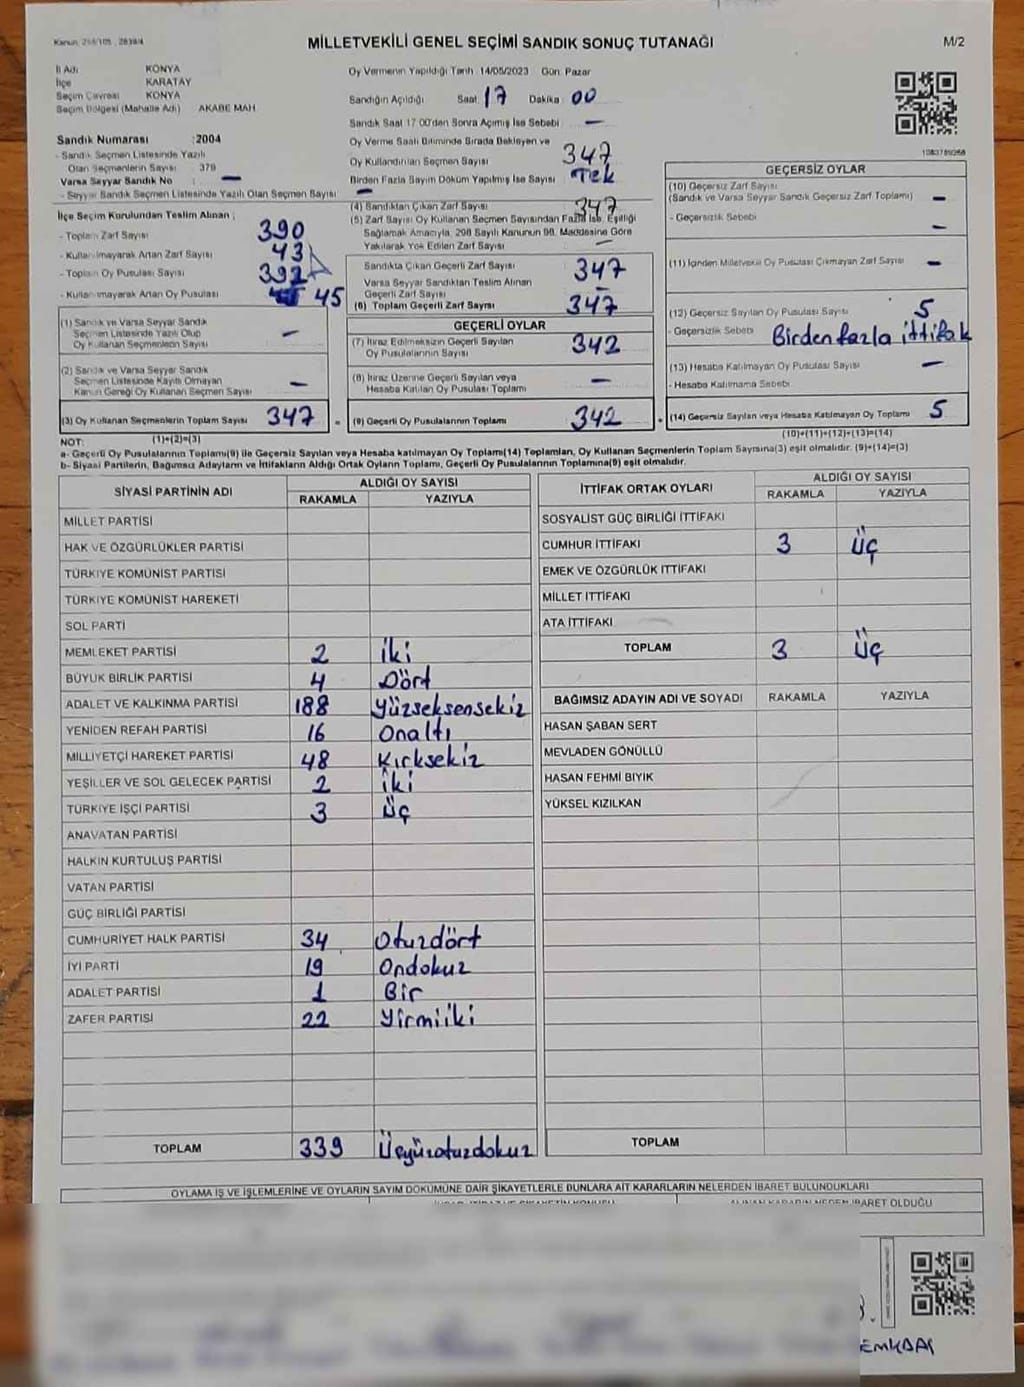 Kanun: 298/105 , 2839/4
MİLLETVEKİLİ GENEL SEÇİMİ SANDIK SONUÇ TUTANAĞI
M/2
İl Adı KONYA
İlçe KARATAY
Seçim Çevresi KONYA
Seçim Bölgesi (Mahalle Adı) AKABE MAH
Sandık Numarası : 2004
- Sandık Seçmen Listesinde Yazılı
Olan Seçmenlerin Sayısı 379
Varsa Seyyar Sandık No —
- Seyyar Sandık Seçmen Listesinde Yazılı Olan Seçmen Sayısı —
Oy Vermenin Yapıldığı Tarih :14/05/2023 Gün: Pazar
Sandığın Açıldığı Saat 17 Dakika : 00
Sandık Saat 17:00'den Sonra Açılmış İse Sebebi —
Oy Verme Saati Bitiminde Sırada Bekleyen ve
Oy Kullandırılan Seçmen Sayısı 347
Birden Fazla Sayım Döküm Yapılmış İse Sayısı Tek
İlçe Seçim Kurulundan Teslim Alınan ;
- Toplam Zarf Sayısı 390
- Kullanılmayarak Artan Zarf Sayısı 43
- Toplam Oy Pusulası Sayısı 392
- Kullanılmayarak Artan Oy Pusulası 45
(1) Sandık ve Varsa Seyyar Sandık
Seçmen Listesinde Yazılı Olup
Oy Kullanan Seçmenlerin Sayısı —
(2) Sandık ve Varsa Seyyar Sandık
Seçmen Listesinde Kayıtlı Olmayan
Kanun Gereği Oy Kullanan Seçmen Sayısı —
(3) Oy Kullanan Seçmenlerin Toplam Sayısı 347
(1)+(2)=(3)
(4) Sandıktan Çıkan Zarf Sayısı 347
(5) Zarf Sayısı Oy Kullanan Seçmen Sayısından Fazla İse, Eşitliği
Sağlamak Amacıyla, 298 Sayılı Kanunun 98. Maddesine Göre
Yakılarak Yok Edilen Zarf Sayısı —
Sandıkta Çıkan Geçerli Zarf Sayısı 347
Varsa Seyyar Sandıktan Teslim Alınan
Geçerli Zarf Sayısı —
(6) Toplam Geçerli Zarf Sayısı 347
GEÇERLİ OYLAR
(7) İtiraz Edilmeksizin Geçerli Sayılan
Oy Pusulalarının Sayısı 342
(8) İtiraz Üzerine Geçerli Sayılan veya
Hesaba Katılan Oy Pusulaları Toplamı —
= (9) Geçerli Oy Pusulalarının Toplamı 342
GEÇERSİZ OYLAR
(10) Geçersiz Zarf Sayısı
(Sandık ve Varsa Seyyar Sandık Geçersiz Zarf Toplamı) —
- Geçersizlik Sebebi —
(11) İçinden Milletvekili Oy Pusulası Çıkmayan Zarf Sayısı —
(12) Geçersiz Sayılan Oy Pusulası Sayısı 5
- Geçersizlik Sebebi Birden fazla ittifak
(13) Hesaba Katılmayan Oy Pusulası Sayısı —
- Hesaba Katılmama Sebebi
+ (14) Geçersiz Sayılan veya Hesaba Katılmayan Oy Toplamı 5
(10)+(11)+(12)+(13)=(14)
NOT:
a- Geçerli Oy Pusulalarının Toplamı(9) ile Geçersiz Sayılan veya Hesaba katılmayan Oy Toplamı(14) Toplamları, Oy Kullanan Seçmenlerin Toplam Sayısına(3) eşit olmalıdır. (9)+(14)=(3)
b- Siyasi Partilerin, Bağımsız Adayların ve İttifakların Aldığı Ortak Oyların Toplamı, Geçerli Oy Pusulalarının Toplamına(9) eşit olmalıdır.
SİYASİ PARTİNİN ADI ALDIĞI OY SAYISI
RAKAMLA YAZIYLA
MİLLET PARTİSİ
HAK VE ÖZGÜRLÜKLER PARTİSİ
TÜRKİYE KOMÜNİST PARTİSİ
TÜRKİYE KOMÜNİST HAREKETİ
SOL PARTİ
MEMLEKET PARTİSİ 2 iki
BÜYÜK BİRLİK PARTİSİ 4 Dört
ADALET VE KALKINMA PARTİSİ 188 Yüzseksensekiz
YENİDEN REFAH PARTİSİ 16 Onaltı
MİLLİYETÇİ HAREKET PARTİSİ 48 Kırksekiz
YEŞİLLER VE SOL GELECEK PARTİSİ 2 iki
TÜRKİYE İŞÇİ PARTİSİ 3 Üç
ANAVATAN PARTİSİ
HALKIN KURTULUŞ PARTİSİ
VATAN PARTİSİ
GÜÇ BİRLİĞİ PARTİSİ
CUMHURİYET HALK PARTİSİ 34 Otuzdört
İYİ PARTİ 19 Ondokuz
ADALET PARTİSİ 1 Bir
ZAFER PARTİSİ 22 Yirmiiki
TOPLAM 339 Üçyüzotuzdokuz
İTTİFAK ORTAK OYLARI ALDIĞI OY SAYISI
RAKAMLA YAZIYLA
SOSYALİST GÜÇ BİRLİĞİ İTTİFAKI
CUMHUR İTTİFAKI 3 Üç
EMEK VE ÖZGÜRLÜK İTTİFAKI
MİLLET İTTİFAKI
ATA İTTİFAKI
TOPLAM 3 Üç
BAĞIMSIZ ADAYIN ADI VE SOYADI RAKAMLA YAZIYLA
HASAN ŞABAN SERT
MEVLADEN GÖNÜLLÜ
HASAN FEHMİ BIYIK
YÜKSEL KIZILKAN
TOPLAM
OYLAMA İŞ VE İŞLEMLERİNE VE OYLARIN SAYIM DÖKÜMÜNE DAİR ŞİKAYETLERLE BUNLARA AİT KARARLARIN NELERDEN İBARET BULUNDUKLARI
ALINAN KARARIN NEDEN İBARET OLDUĞU